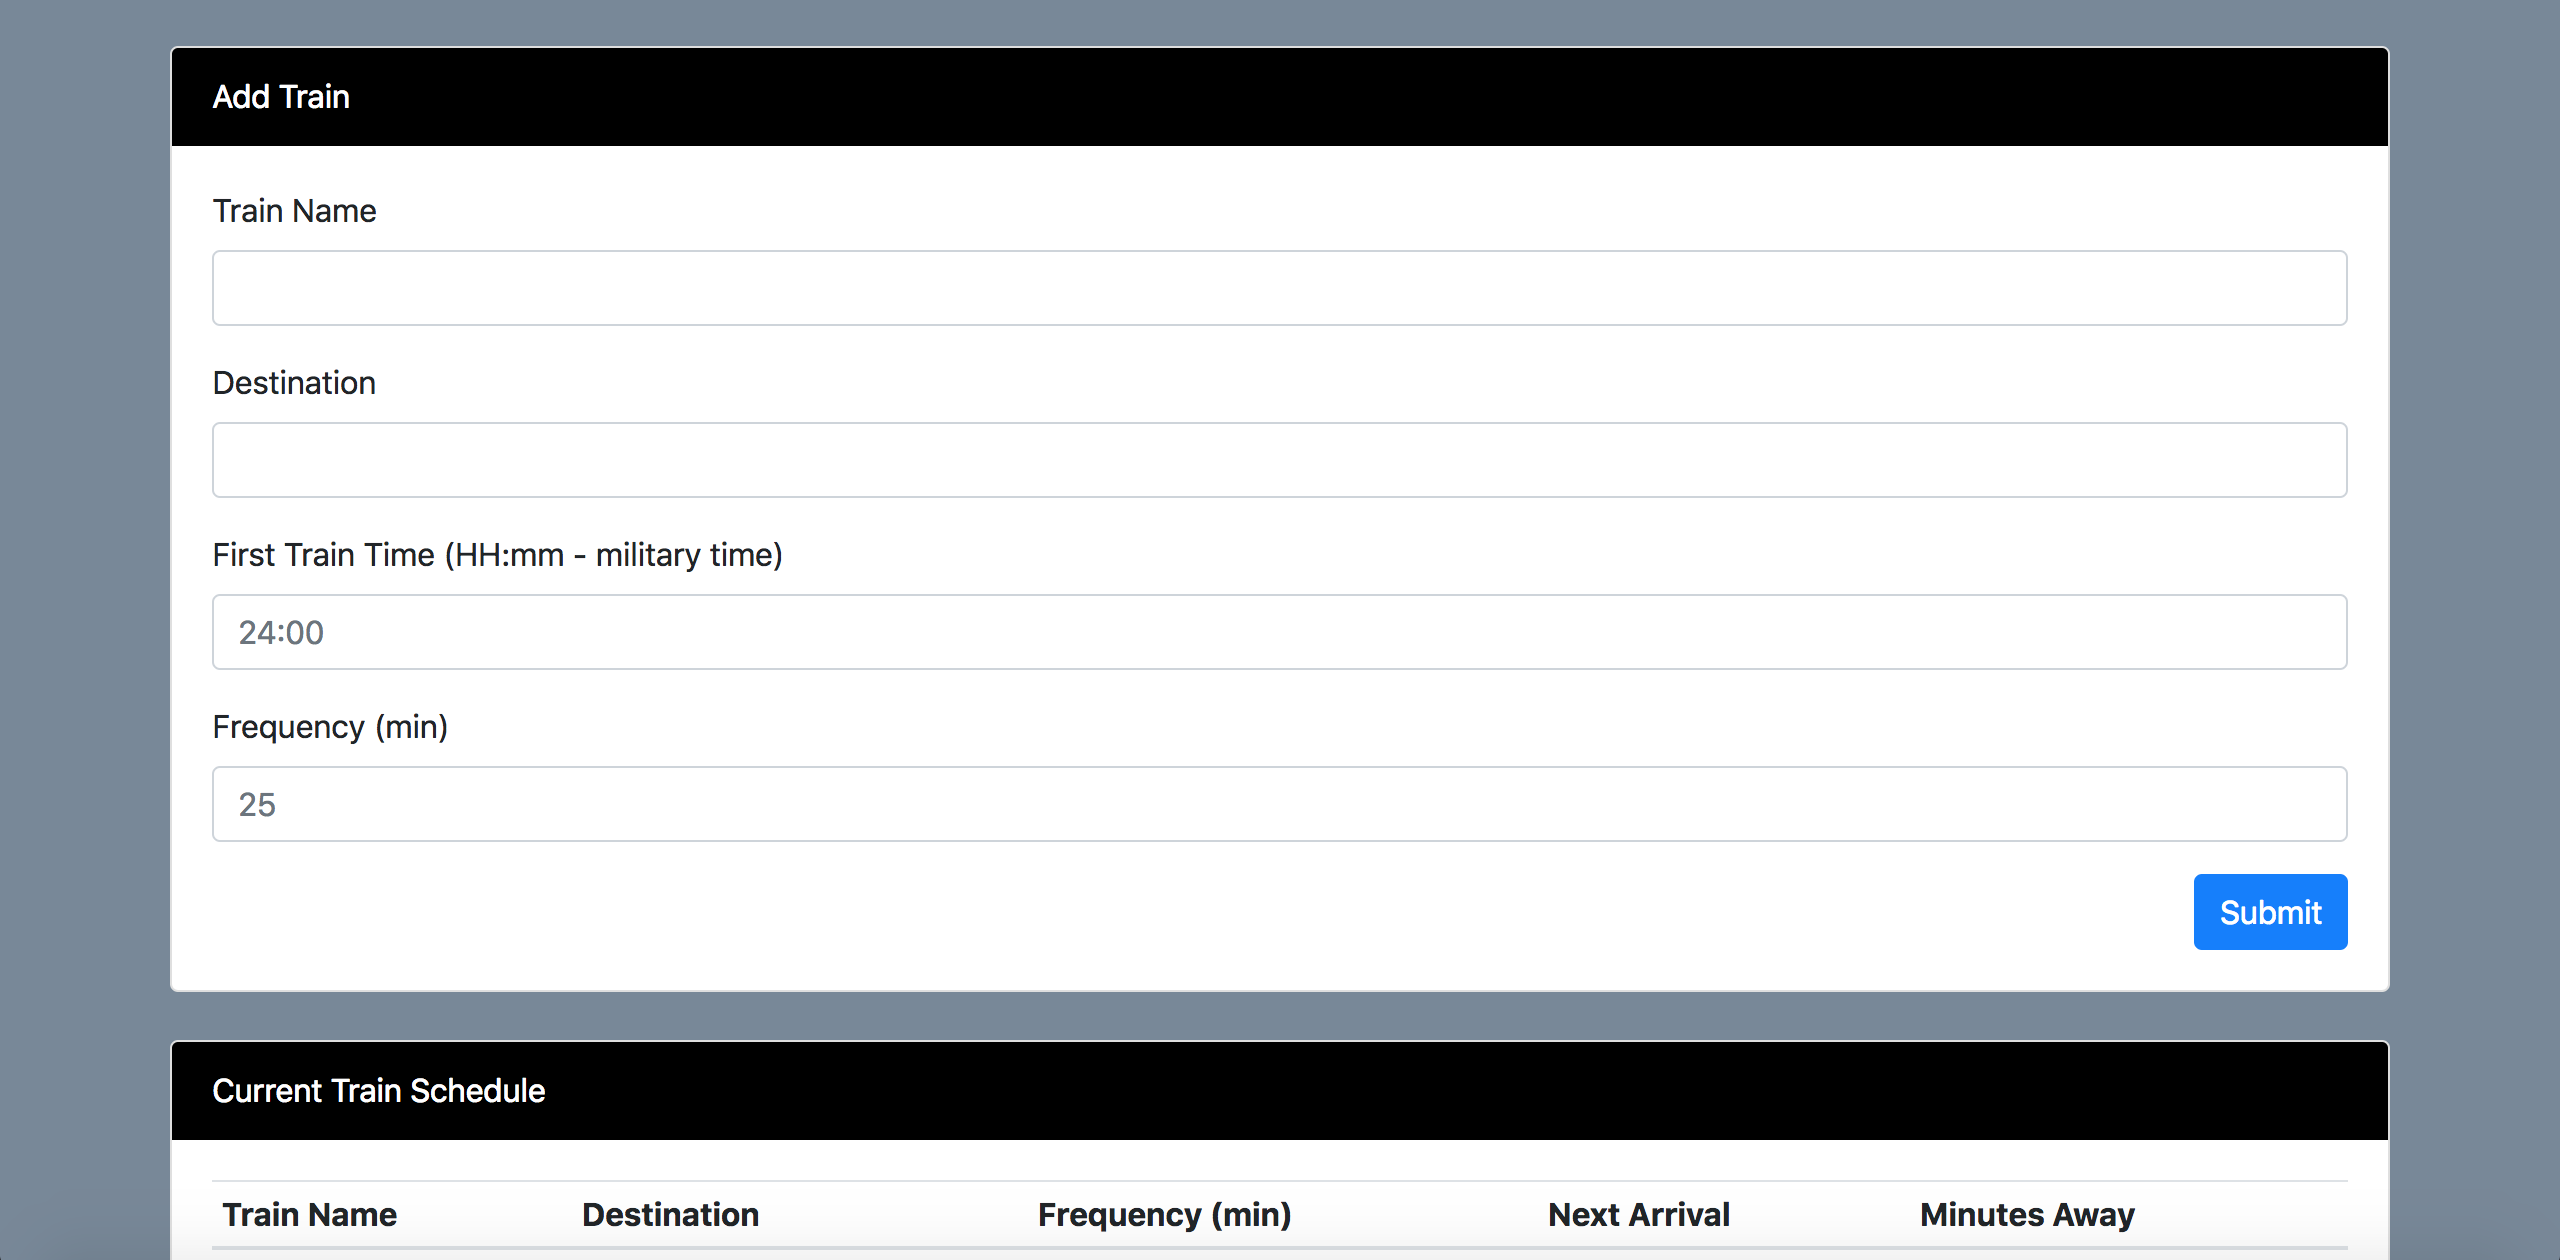 Add Train
Train Name
Destination
First Train Time (HH:mm - military time)
24:00
Frequency (min)
25
Submit
Current Train Schedule
Train Name Destination Frequency (min) Next Arrival Minutes Away